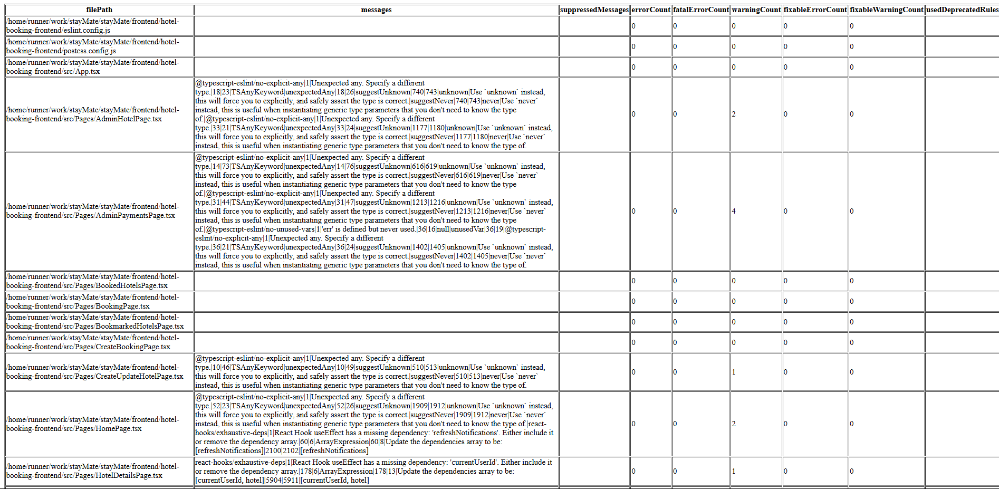 filePath messages suppressedMessages errorCount fatalErrorCount warningCount fixableErrorCount fixableWarningCount usedDeprecatedRules
/home/runner/work/stayMate/stayMate/frontend/hotel-
booking-frontend/eslint.config.js
0 0 0 0 0
/home/runner/work/stayMate/stayMate/frontend/hotel-
booking-frontend/postcss.config.js
0 0 0 0 0
/home/runner/work/stayMate/stayMate/frontend/hotel-
booking-frontend/src/App.tsx
0 0 0 0 0
/home/runner/work/stayMate/stayMate/frontend/hotel-
booking-frontend/src/Pages/AdminHotelPage.tsx
@typescript-eslint/no-explicit-any|1|Unexpected any. Specify a different
type.|18|23|TSAnyKeyword|unexpectedAny|18|26|suggestUnknown|740|743|unknown|Use `unknown` instead,
this will force you to explicitly, and safely assert the type is correct.|suggestNever|740|743|never|Use `never`
instead, this is useful when instantiating generic type parameters that you don't need to know the type
of.|@typescript-eslint/no-explicit-any|1|Unexpected any. Specify a different
type.|33|21|TSAnyKeyword|unexpectedAny|33|24|suggestUnknown|1177|1180|unknown|Use `unknown` instead,
this will force you to explicitly, and safely assert the type is correct.|suggestNever|1177|1180|never|Use `never`
instead, this is useful when instantiating generic type parameters that you don't need to know the type of.
0 0 2 0 0
/home/runner/work/stayMate/stayMate/frontend/hotel-
booking-frontend/src/Pages/AdminPaymentsPage.tsx
@typescript-eslint/no-explicit-any|1|Unexpected any. Specify a different
type.|14|73|TSAnyKeyword|unexpectedAny|14|76|suggestUnknown|616|619|unknown|Use `unknown` instead,
this will force you to explicitly, and safely assert the type is correct.|suggestNever|616|619|never|Use `never`
instead, this is useful when instantiating generic type parameters that you don't need to know the type
of.|@typescript-eslint/no-explicit-any|1|Unexpected any. Specify a different
type.|31|44|TSAnyKeyword|unexpectedAny|31|47|suggestUnknown|1213|1216|unknown|Use `unknown` instead,
this will force you to explicitly, and safely assert the type is correct.|suggestNever|1213|1216|never|Use `never`
instead, this is useful when instantiating generic type parameters that you don't need to know the type
of.|@typescript-eslint/no-unused-vars|1|'err' is defined but never used.|36|16|null|unusedVar|36|19|@typescript-
eslint/no-explicit-any|1|Unexpected any. Specify a different
type.|36|21|TSAnyKeyword|unexpectedAny|36|24|suggestUnknown|1402|1405|unknown|Use `unknown` instead,
this will force you to explicitly, and safely assert the type is correct.|suggestNever|1402|1405|never|Use `never`
instead, this is useful when instantiating generic type parameters that you don't need to know the type of.
0 0 4 0 0
/home/runner/work/stayMate/stayMate/frontend/hotel-
booking-frontend/src/Pages/BookedHotelsPage.tsx
0 0 0 0 0
/home/runner/work/stayMate/stayMate/frontend/hotel-
booking-frontend/src/Pages/BookingPage.tsx
0 0 0 0 0
/home/runner/work/stayMate/stayMate/frontend/hotel-
booking-frontend/src/Pages/BookmarkedHotelsPage.tsx
0 0 0 0 0
/home/runner/work/stayMate/stayMate/frontend/hotel-
booking-frontend/src/Pages/CreateBookingPage.tsx
0 0 0 0 0
/home/runner/work/stayMate/stayMate/frontend/hotel-
booking-frontend/src/Pages/CreateUpdateHotelPage.tsx
@typescript-eslint/no-explicit-any|1|Unexpected any. Specify a different
type.|10|46|TSAnyKeyword|unexpectedAny|10|49|suggestUnknown|510|513|unknown|Use `unknown` instead,
this will force you to explicitly, and safely assert the type is correct.|suggestNever|510|513|never|Use `never`
instead, this is useful when instantiating generic type parameters that you don't need to know the type of.
0 0 1 0 0
/home/runner/work/stayMate/stayMate/frontend/hotel-
booking-frontend/src/Pages/HomePage.tsx
@typescript-eslint/no-explicit-any|1|Unexpected any. Specify a different
type.|52|23|TSAnyKeyword|unexpectedAny|52|26|suggestUnknown|1909|1912|unknown|Use `unknown` instead,
this will force you to explicitly, and safely assert the type is correct.|suggestNever|1909|1912|never|Use `never`
instead, this is useful when instantiating generic type parameters that you don't need to know the type of.|react-
hooks/exhaustive-deps|1|React Hook useEffect has a missing dependency: 'refreshNotifications'. Either include it
or remove the dependency array.|60|6|ArrayExpression|60|8|Update the dependencies array to be:
[refreshNotifications]|2100|2102|[refreshNotifications]
0 0 2 0 0
/home/runner/work/stayMate/stayMate/frontend/hotel-
booking-frontend/src/Pages/HotelDetailsPage.tsx
react-hooks/exhaustive-deps|1|React Hook useEffect has a missing dependency: 'currentUserId'. Either include it
or remove the dependency array.|178|6|ArrayExpression|178|13|Update the dependencies array to be:
[currentUserId, hotel]|5904|5911|[currentUserId, hotel]
0 0 1 0 0